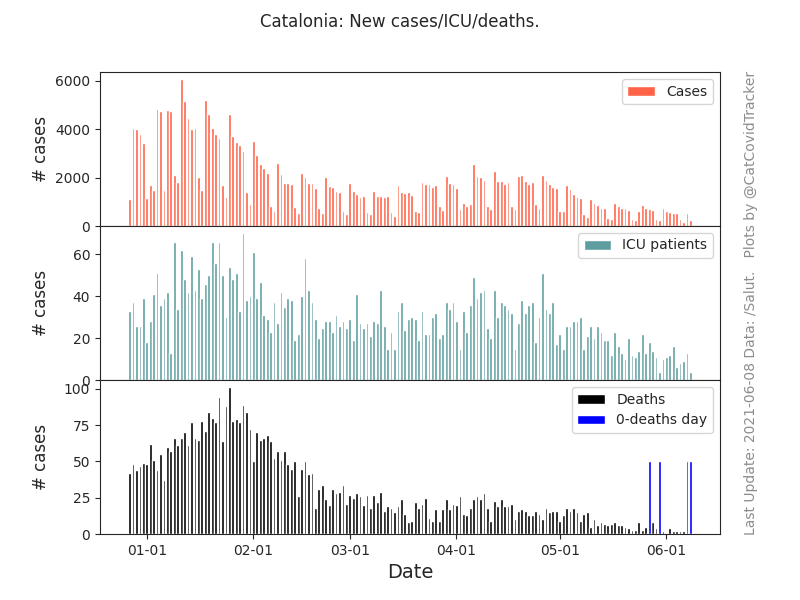 Catalonia: New cases/ICU/deaths.
6000
4000
2000
0
# cases
Cases
60
40
20
0
# cases
ICU patients
100
75
50
25
0
# cases
Deaths
0-deaths day
01-01 02-01 03-01 04-01 05-01 06-01
Date
Last Update: 2021-06-08 Data: /Salut. Plots by @CatCovidTracker